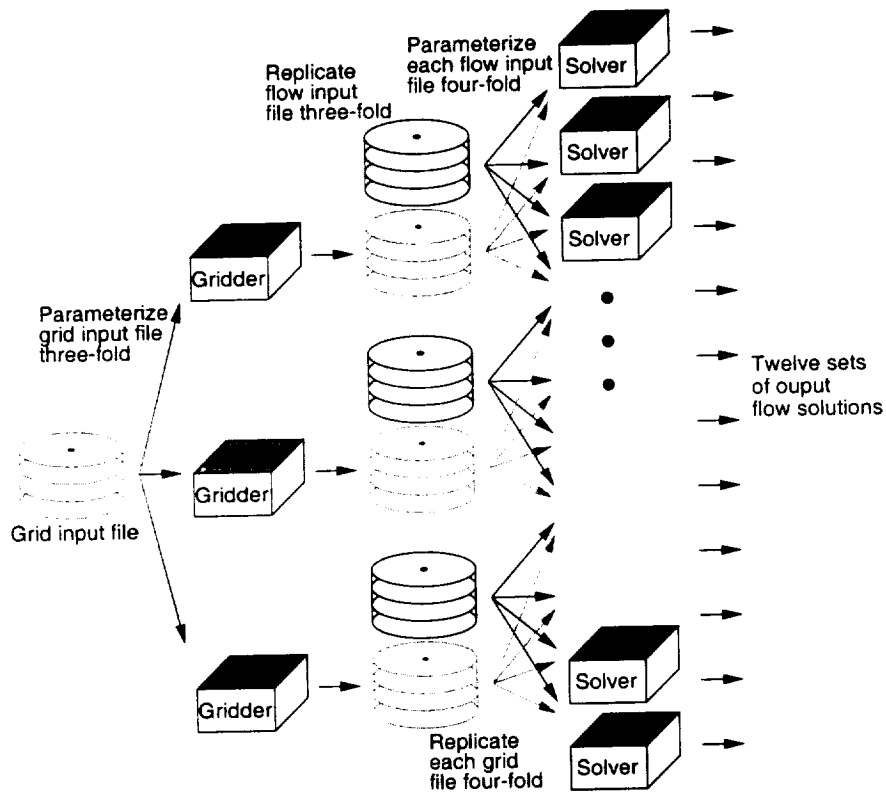 Replicate
flow input
file three-fold
Parameterize
each flow input
file four-fold
Solver
Solver
Solver
Gridder
Parameterize
grid input file
three-fold
Twelve sets
of ouput
flow solutions
Gridder
Grid input file
Gridder
Solver
Solver
Replicate
each grid
file four-fold